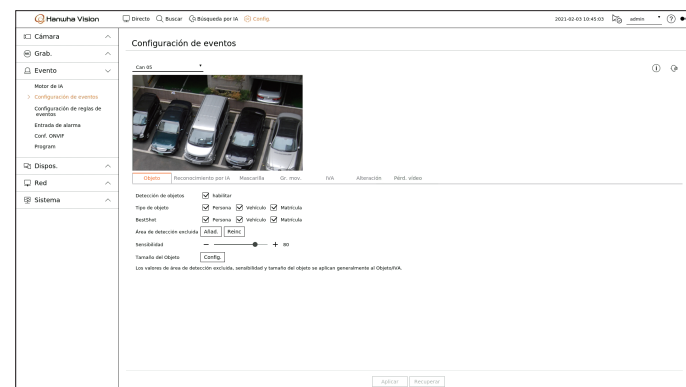 Hanwha Vision
Directo Buscar Búsqueda por IA Config. 2021-02-03 10:45:03 admin
Cámara
Grab.
Evento
Motor de IA
Configuración de eventos
Configuración de reglas de
eventos
Entrada de alarma
Conf. ONVIF
Program
Dispos.
Red
Sistema
Configuración de eventos
Can 05
Objeto Reconocimiento por IA Mascarilla Gr. mov. IVA Alteración Pérd. vídeo
Detección de objetos habilitar
Tipo de objeto Persona Vehículo Matrícula
BestShot Persona Vehículo Matrícula
Área de detección excluida Añad. Reinc
Sensibilidad 80
Tamaño del Objeto Config.
Los valores de área de detección excluida, sensibilidad y tamaño del objeto se aplican generalmente al Objeto/IVA.
Aplicar Recuperar